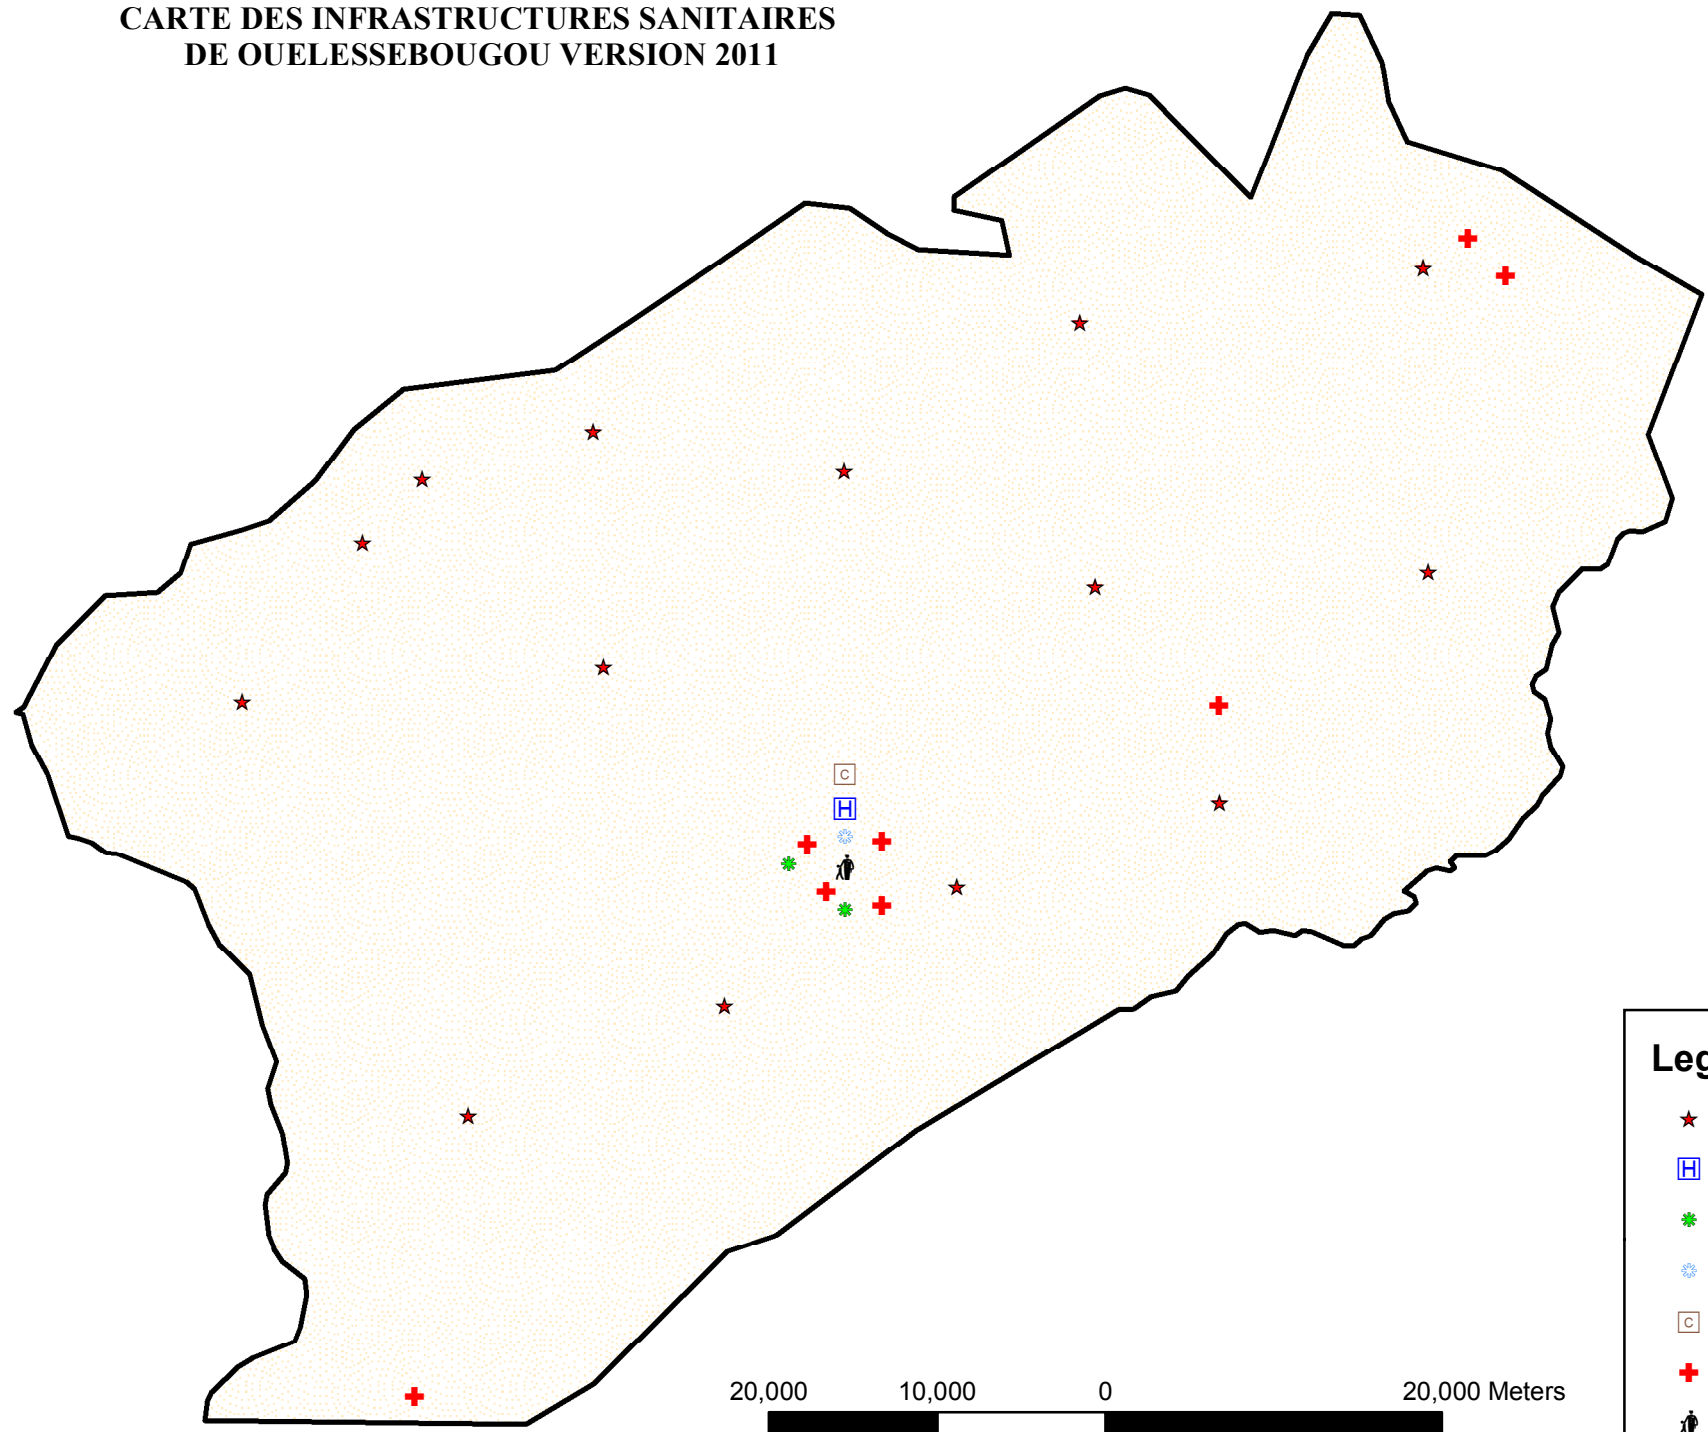 CARTE DES INFRASTRUCTURES SANITAIRES
DE OUELESSEBOUGOU VERSION 2011
C
H
20,000 10,000 0 20,000 Meters
Leg
H
C